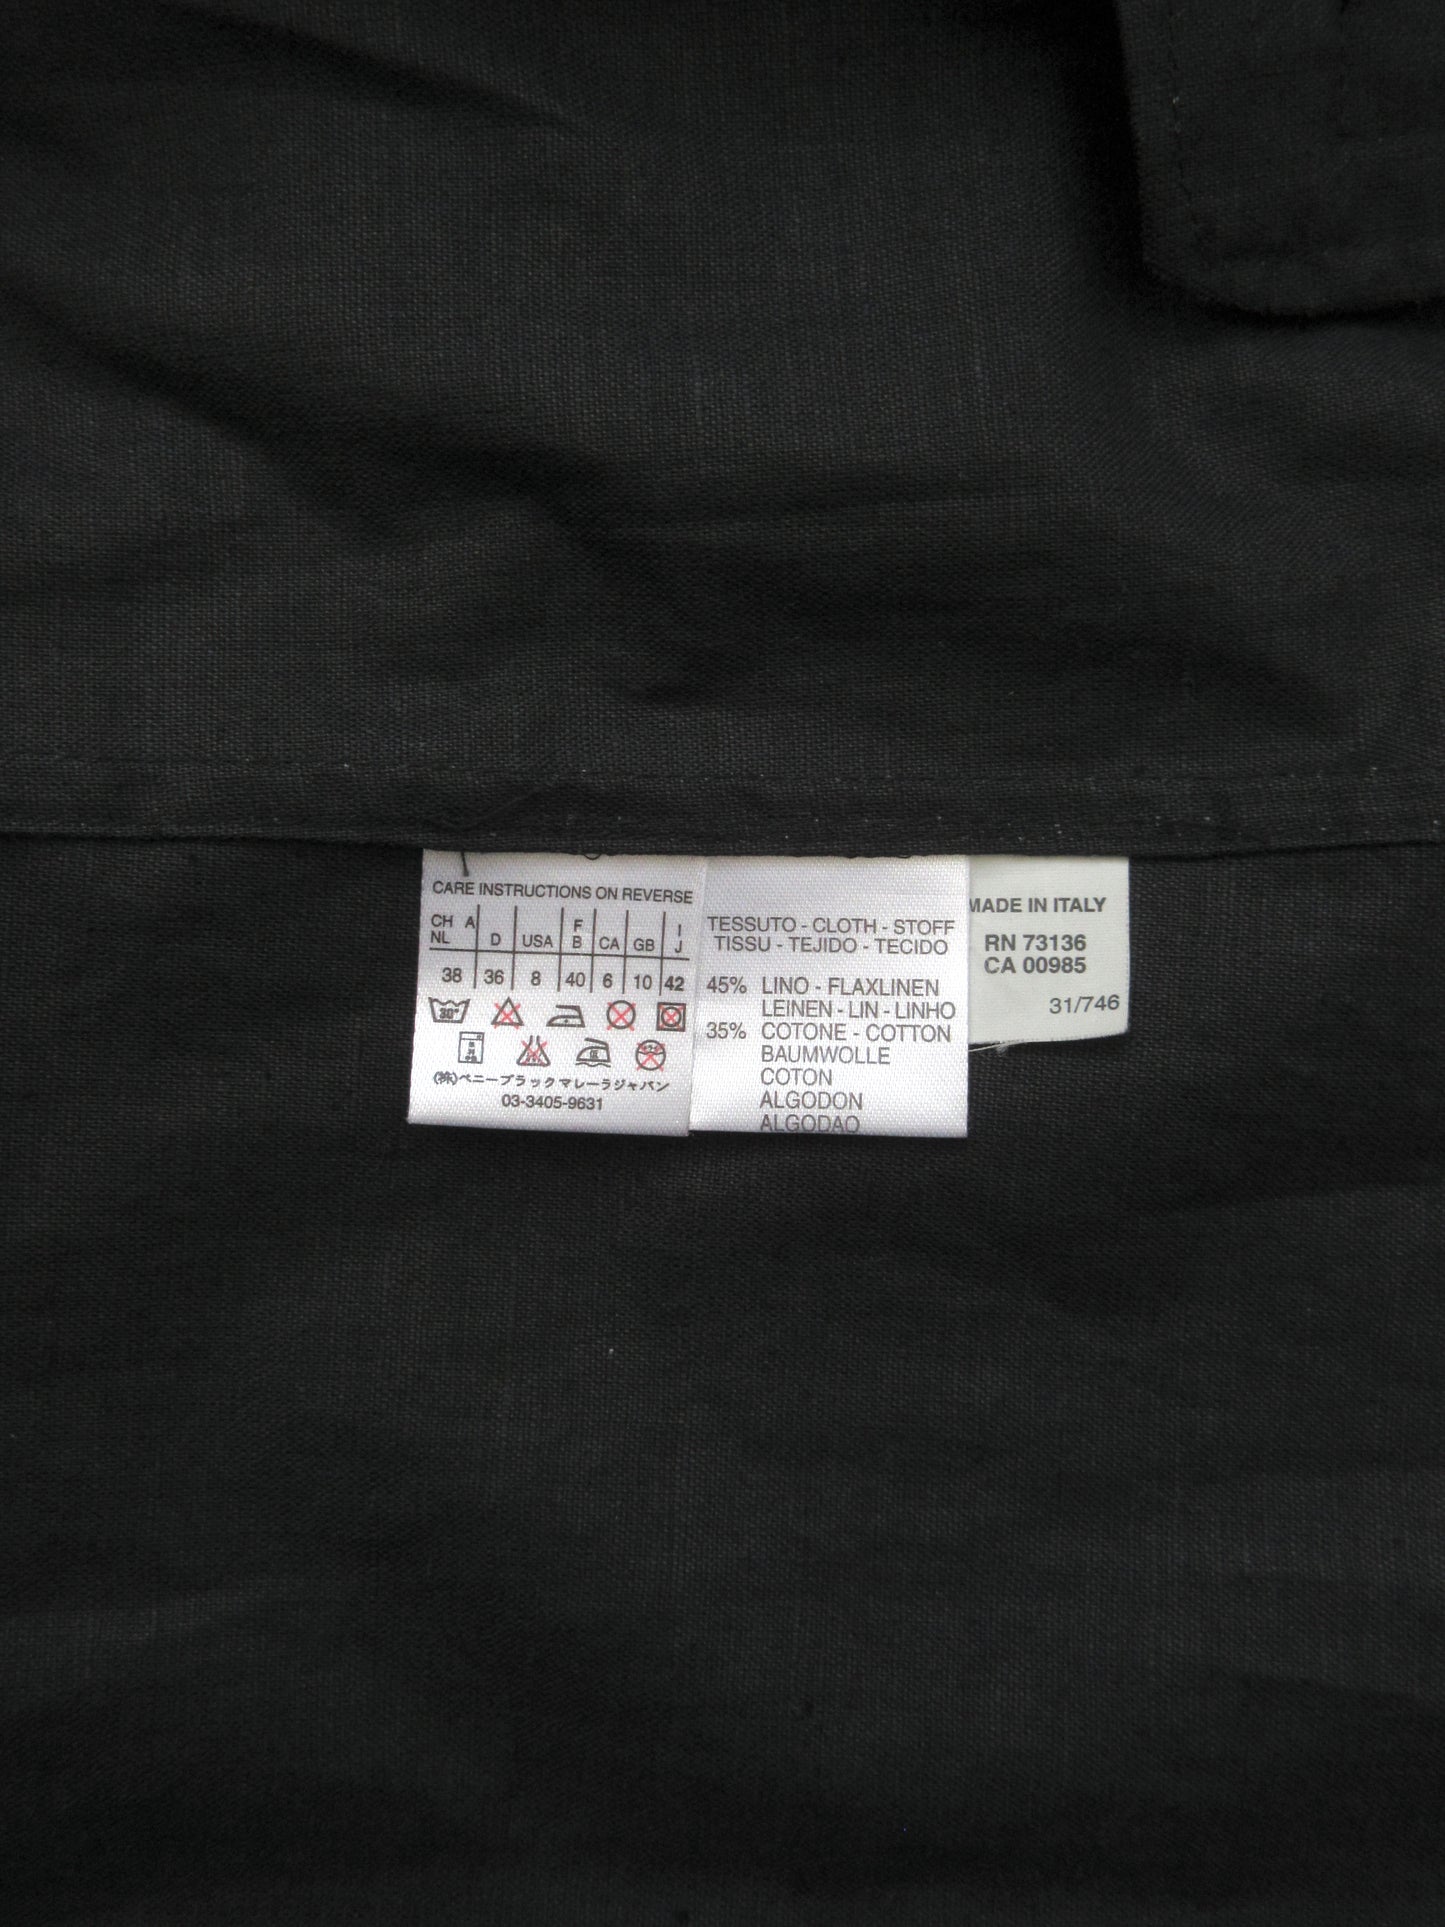 CARE INSTRUCTIONS ON REVERSE
CH A NL D USA F B CA GB I J
38 36 8 40 6 10 42
30°
(株)ベニーブラックマレーラジャパン
03-3405-9631
TESSUTO - CLOTH - STOFF
TISSU - TEJIDO - TECIDO
45% LINO - FLAXLINEN
LEINEN - LIN - LINHO
35% COTONE - COTTON
BAUMWOLLE
COTON
ALGODON
ALGODAO
MADE IN ITALY
RN 73136
CA 00985
31/746